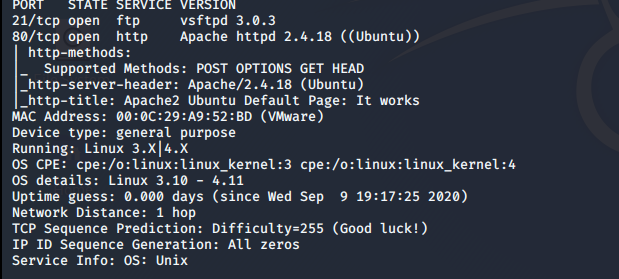 PORT   STATE SERVICE VERSION
21/tcp open  ftp     vsftpd 3.0.3
80/tcp open  http    Apache httpd 2.4.18 ((Ubuntu))
| http-methods:
|_  Supported Methods: POST OPTIONS GET HEAD
|_http-server-header: Apache/2.4.18 (Ubuntu)
|_http-title: Apache2 Ubuntu Default Page: It works
MAC Address: 00:0C:29:A9:52:BD (VMware)
Device type: general purpose
Running: Linux 3.X|4.X
OS CPE: cpe:/o:linux:linux_kernel:3 cpe:/o:linux:linux_kernel:4
OS details: Linux 3.10 - 4.11
Uptime guess: 0.000 days (since Wed Sep  9 19:17:25 2020)
Network Distance: 1 hop
TCP Sequence Prediction: Difficulty=255 (Good luck!)
IP ID Sequence Generation: All zeros
Service Info: OS: Unix